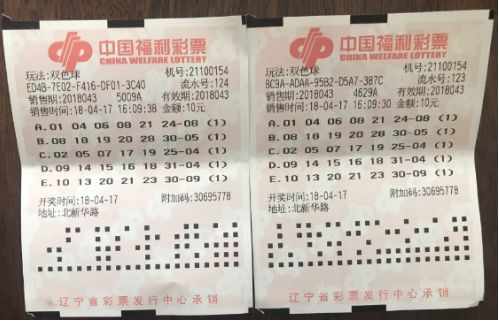 中国福利彩票
CHINA WELFARE LOTTERY
玩法:双色球 机号:21100154
ED4B-7E02-F416-DF01-3C40 流水号:124
销售期:2018043 5009A 有效期:2018043
销售时间:18-04-17 16:09:38 金额:10元
A.01 04 06 08 21 24-08 (1)
B.08 18 19 20 28 30-05 (1)
C.02 05 07 17 19 25-04 (1)
D.09 14 15 16 18 31-04 (1)
E.10 13 20 21 23 30-09 (1)
开奖时间:18-04-17 附加码:30695778
地址:北新华路
辽宁省彩票发行中心承销
中国福利彩票
CHINA WELFARE LOTTERY
玩法:双色球 机号:21100154
BC9A-ADAA-95B2-D5A7-387C 流水号:123
销售期:2018043 4629A 有效期:2018043
销售时间:18-04-17 16:09:30 金额:10元
A.01 04 06 08 21 24-08 (1)
B.08 18 19 20 28 30-05 (1)
C.02 05 07 17 19 25-04 (1)
D.09 14 15 16 18 31-04 (1)
E.10 13 20 21 23 30-09 (1)
开奖时间:18-04-17 附加码:30695778
地址:北新华路
辽宁省彩票发行中心承销